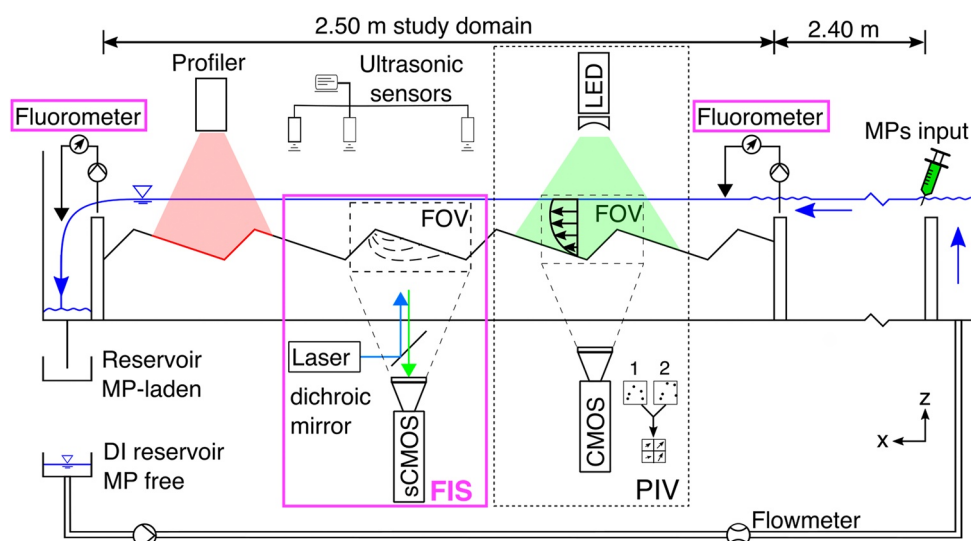 2.50 m study domain
2.40 m
Profiler
Ultrasonic
sensors
LED
Fluorometer
Fluorometer
MPs input
FOV
FOV
Laser
dichroic
mirror
sCMOS
FIS
CMOS
1 2
PIV
Reservoir
MP-laden
DI reservoir
MP free
Flowmeter
z
x